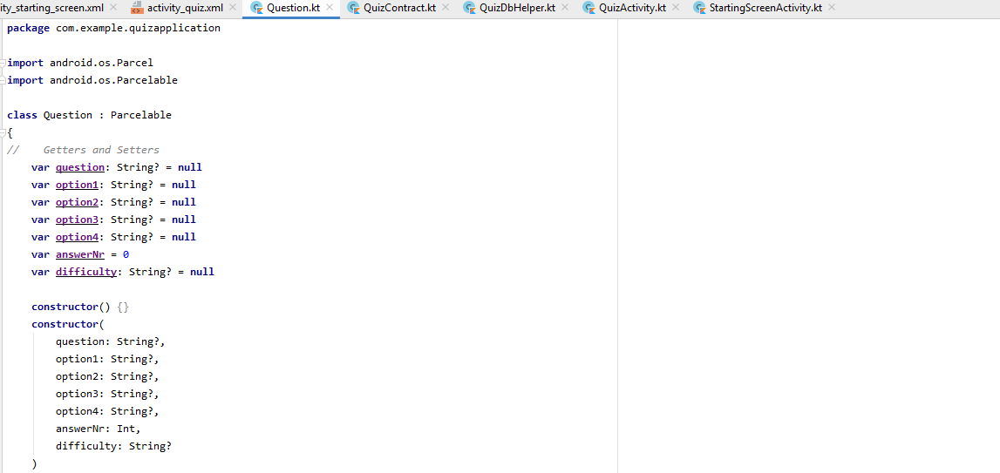 ity_starting_screen.xml activity_quiz.xml Question.kt QuizContract.kt QuizDbHelper.kt QuizActivity.kt StartingScreenActivity.kt
package com.example.quizapplication
import android.os.Parcel
import android.os.Parcelable
class Question : Parcelable
{
//    Getters and Setters
    var question: String? = null
    var option1: String? = null
    var option2: String? = null
    var option3: String? = null
    var option4: String? = null
    var answerNr = 0
    var difficulty: String? = null
    constructor() {}
    constructor(
        question: String?,
        option1: String?,
        option2: String?,
        option3: String?,
        option4: String?,
        answerNr: Int,
        difficulty: String?
    )